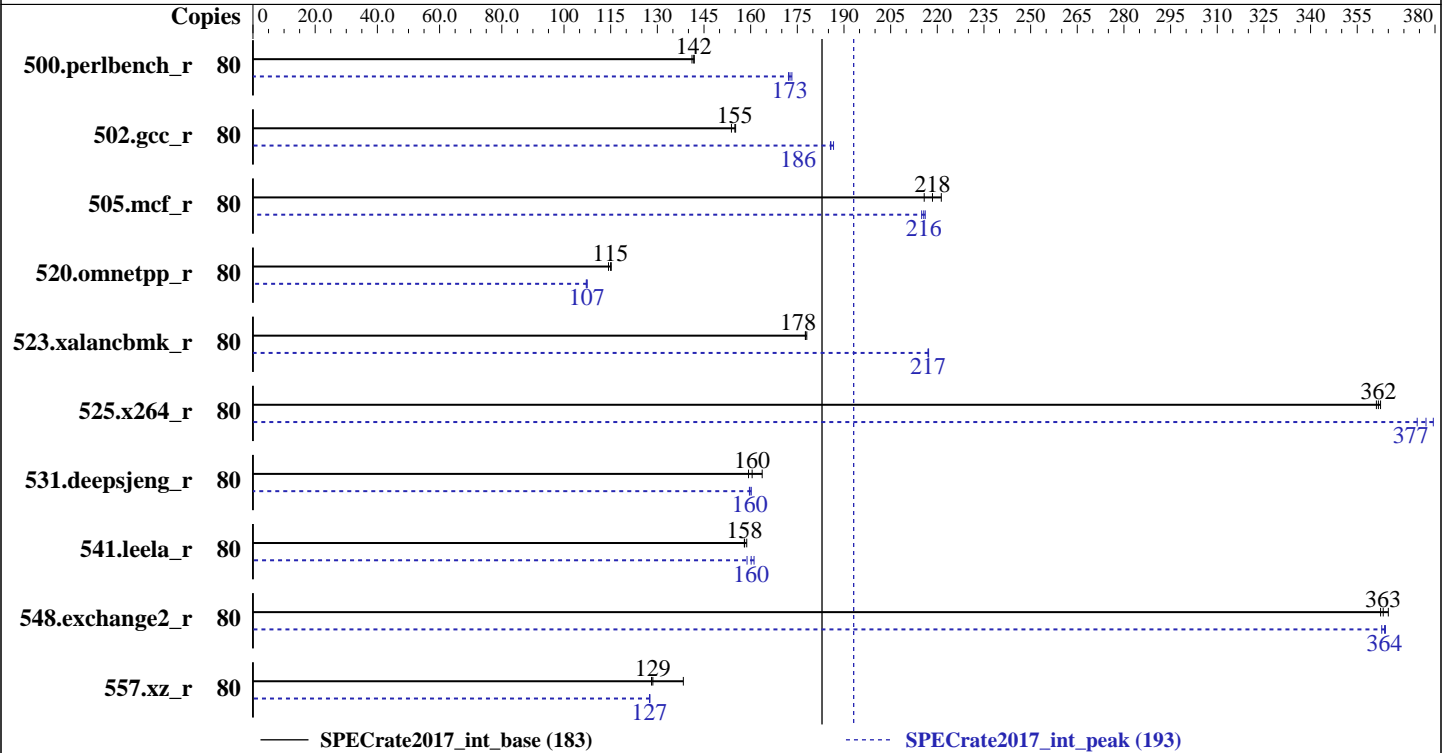 Copies 0 20.0 40.0 60.0 80.0 100 115 130 145 160 175 190 205 220 235 250 265 280 295 310 325 340 355 380
142
500.perlbench_r 80
173
155
502.gcc_r 80
186
218
505.mcf_r 80
216
115
520.omnetpp_r 80
107
178
523.xalancbmk_r 80
217
362
525.x264_r 80
377
160
531.deepsjeng_r 80
160
158
541.leela_r 80
160
363
548.exchange2_r 80
364
129
557.xz_r 80
127
SPECrate2017_int_base (183) SPECrate2017_int_peak (193)